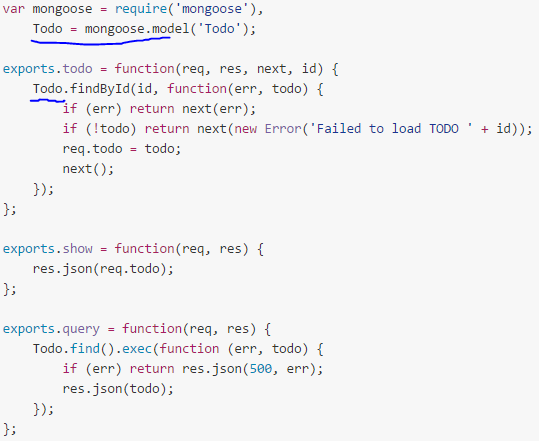 var mongoose = require('mongoose'),
    Todo = mongoose.model('Todo');

exports.todo = function(req, res, next, id) {
    Todo.findById(id, function(err, todo) {
        if (err) return next(err);
        if (!todo) return next(new Error('Failed to load TODO ' + id));
        req.todo = todo;
        next();
    });
};

exports.show = function(req, res) {
    res.json(req.todo);
};

exports.query = function(req, res) {
    Todo.find().exec(function (err, todo) {
        if (err) return res.json(500, err);
        res.json(todo);
    });
};